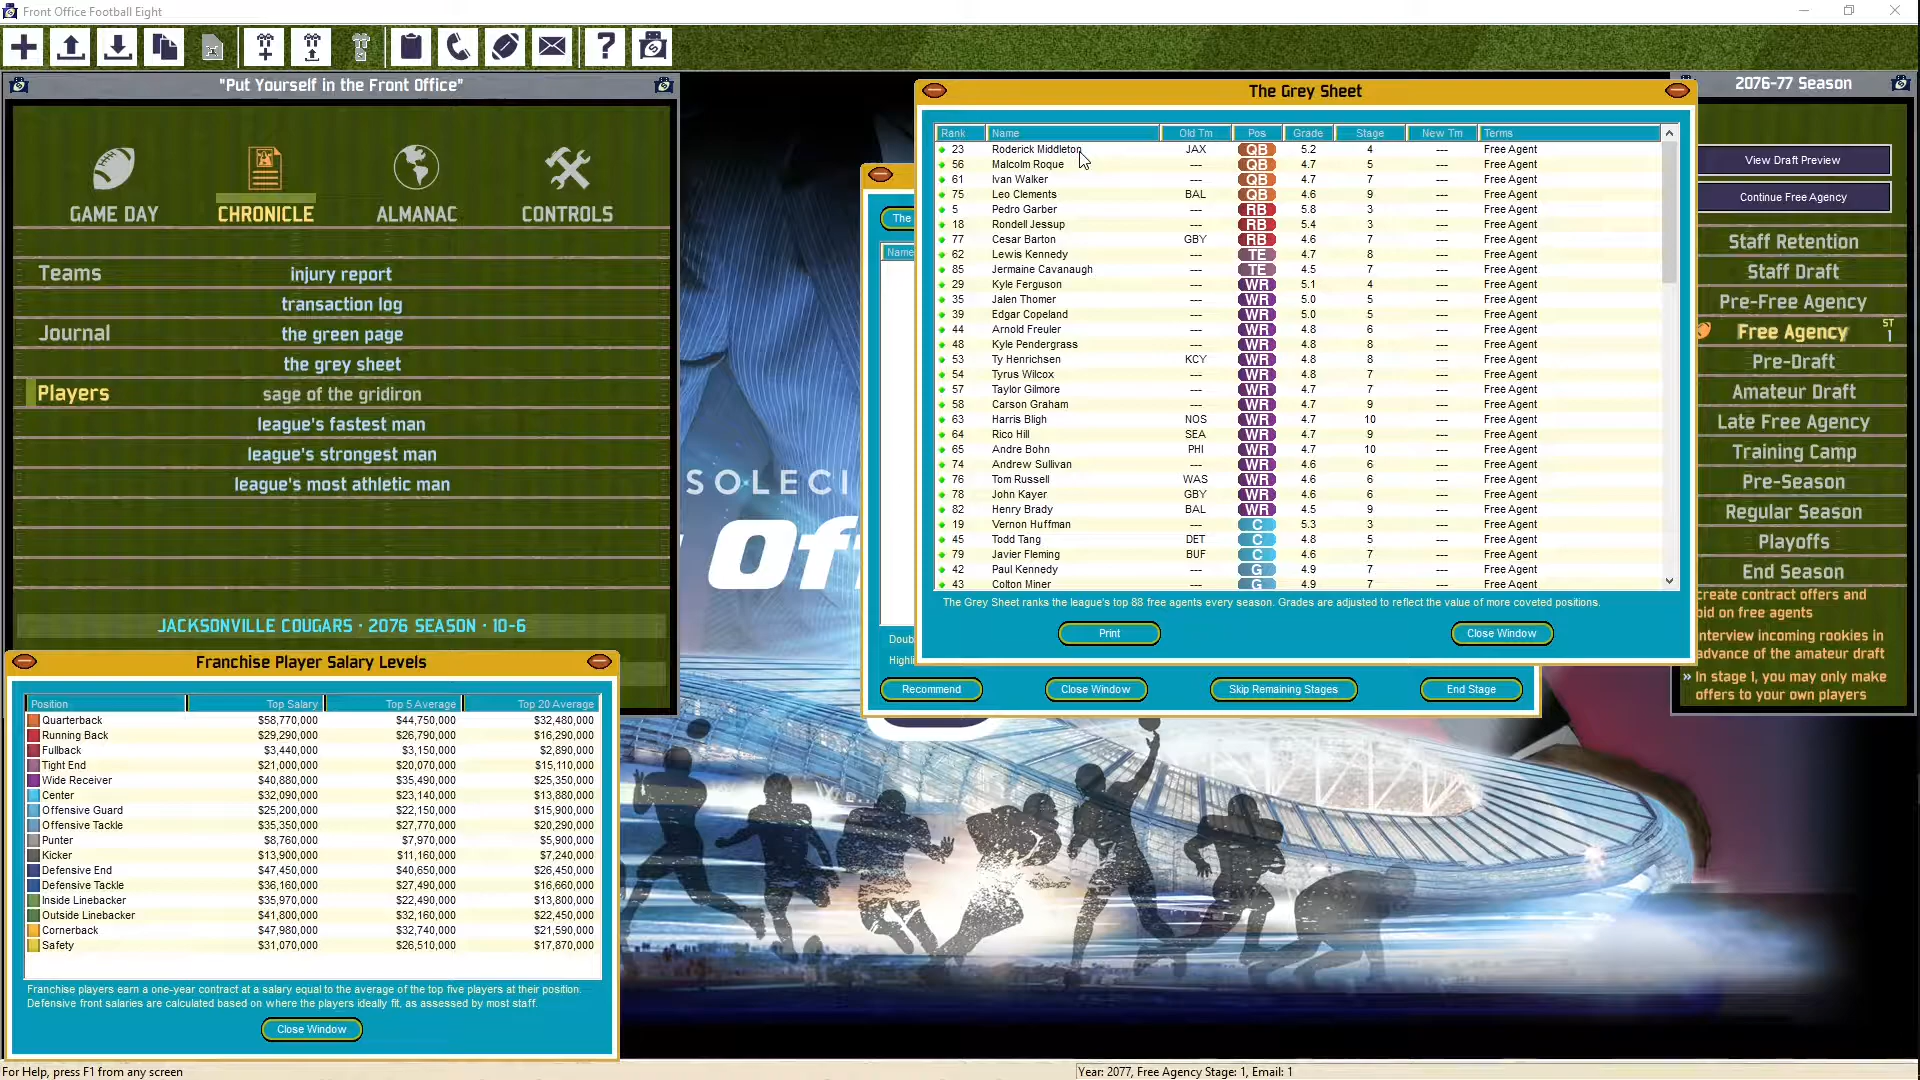 Front Office Football Eight
"Put Yourself in the Front Office"
GAME DAY
CHRONICLE
ALMANAC
CONTROLS
Teams
injury report
transaction log
Journal
the green page
the grey sheet
Players
sage of the gridiron
league's fastest man
league's strongest man
league's most athletic man
JACKSONVILLE COUGARS · 2076 SEASON · 10-6
Franchise Player Salary Levels
Position Top Salary Top 5 Average Top 20 Average
Quarterback $58,770,000 $44,750,000 $32,480,000
Running Back $29,290,000 $26,790,000 $16,290,000
Fullback $3,440,000 $3,150,000 $2,890,000
Tight End $21,000,000 $20,070,000 $15,110,000
Wide Receiver $40,880,000 $35,490,000 $25,350,000
Center $32,090,000 $23,140,000 $13,880,000
Offensive Guard $25,200,000 $22,150,000 $15,900,000
Offensive Tackle $35,350,000 $27,770,000 $20,290,000
Punter $8,760,000 $7,970,000 $5,900,000
Kicker $13,900,000 $11,160,000 $7,240,000
Defensive End $47,450,000 $40,650,000 $26,450,000
Defensive Tackle $36,160,000 $27,490,000 $16,660,000
Inside Linebacker $35,970,000 $22,490,000 $13,800,000
Outside Linebacker $41,800,000 $32,160,000 $22,450,000
Cornerback $47,980,000 $32,740,000 $21,590,000
Safety $31,070,000 $26,510,000 $17,870,000
Franchise players earn a one-year contract at a salary equal to the average of the top five players at their position.
Defensive front salaries are calculated based on where the players ideally fit, as assessed by most staff.
Close Window
SOLECI
Of
The
Name
Doub
Highli
Recommend
Close Window
Skip Remaining Stages
End Stage
The Grey Sheet
Rank Name Old Tm Pos Grade Stage New Tm Terms
23 Roderick Middleton JAX QB 5.2 4 --- Free Agent
56 Malcolm Roque --- QB 4.7 5 --- Free Agent
61 Ivan Walker --- QB 4.7 7 --- Free Agent
75 Leo Clements BAL QB 4.6 9 --- Free Agent
5 Pedro Garber --- RB 5.8 3 --- Free Agent
18 Rondell Jessup --- RB 5.4 3 --- Free Agent
77 Cesar Barton GBY RB 4.6 7 --- Free Agent
62 Lewis Kennedy --- TE 4.7 8 --- Free Agent
85 Jermaine Cavanaugh --- TE 4.5 7 --- Free Agent
29 Kyle Ferguson --- WR 5.1 4 --- Free Agent
35 Jalen Thomer --- WR 5.0 5 --- Free Agent
39 Edgar Copeland --- WR 5.0 5 --- Free Agent
44 Arnold Freuler --- WR 4.8 6 --- Free Agent
48 Kyle Pendergrass --- WR 4.8 8 --- Free Agent
53 Ty Henrichsen KCY WR 4.8 8 --- Free Agent
54 Tyrus Wilcox --- WR 4.8 7 --- Free Agent
57 Taylor Gilmore --- WR 4.7 7 --- Free Agent
58 Carson Graham --- WR 4.7 9 --- Free Agent
63 Harris Bligh NOS WR 4.7 10 --- Free Agent
64 Rico Hill SEA WR 4.7 9 --- Free Agent
65 Andre Bohn PHI WR 4.7 10 --- Free Agent
74 Andrew Sullivan --- WR 4.6 6 --- Free Agent
76 Tom Russell WAS WR 4.6 6 --- Free Agent
78 John Kayer GBY WR 4.6 6 --- Free Agent
82 Henry Brady BAL WR 4.5 9 --- Free Agent
19 Vernon Huffman --- C 5.3 3 --- Free Agent
45 Todd Tang DET C 4.8 5 --- Free Agent
79 Javier Fleming BUF C 4.6 7 --- Free Agent
42 Paul Kennedy --- G 4.9 7 --- Free Agent
43 Colton Miner --- G 4.9 7 --- Free Agent
The Grey Sheet ranks the league's top 88 free agents every season. Grades are adjusted to reflect the value of more coveted positions.
Print
Close Window
2076-77 Season
View Draft Preview
Continue Free Agency
Staff Retention
Staff Draft
Pre-Free Agency
Free Agency ST 1
Pre-Draft
Amateur Draft
Late Free Agency
Training Camp
Pre-Season
Regular Season
Playoffs
End Season
create contract offers and
bid on free agents
interview incoming rookies in
advance of the amateur draft
» In stage 1, you may only make
offers to your own players
For Help, press F1 from any screen
Year: 2077, Free Agency Stage: 1, Email: 1